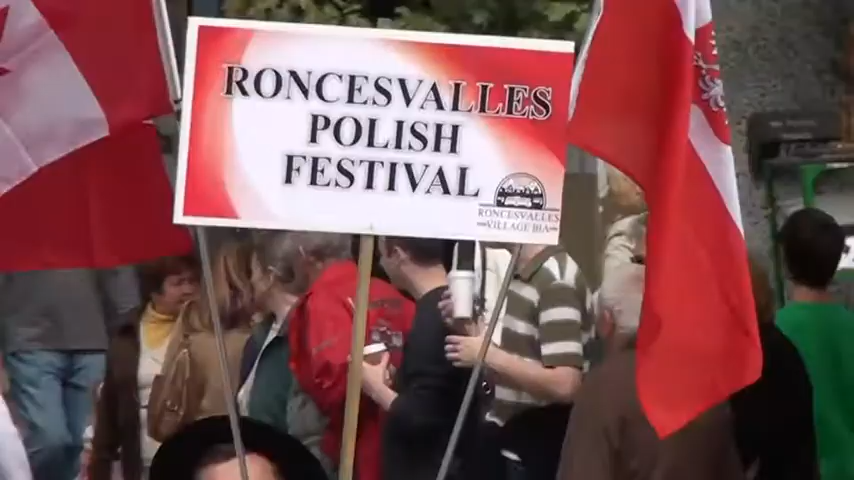 RONCESVALLES
POLISH
FESTIVAL
RONCESVALLES
VILLAGE BIA